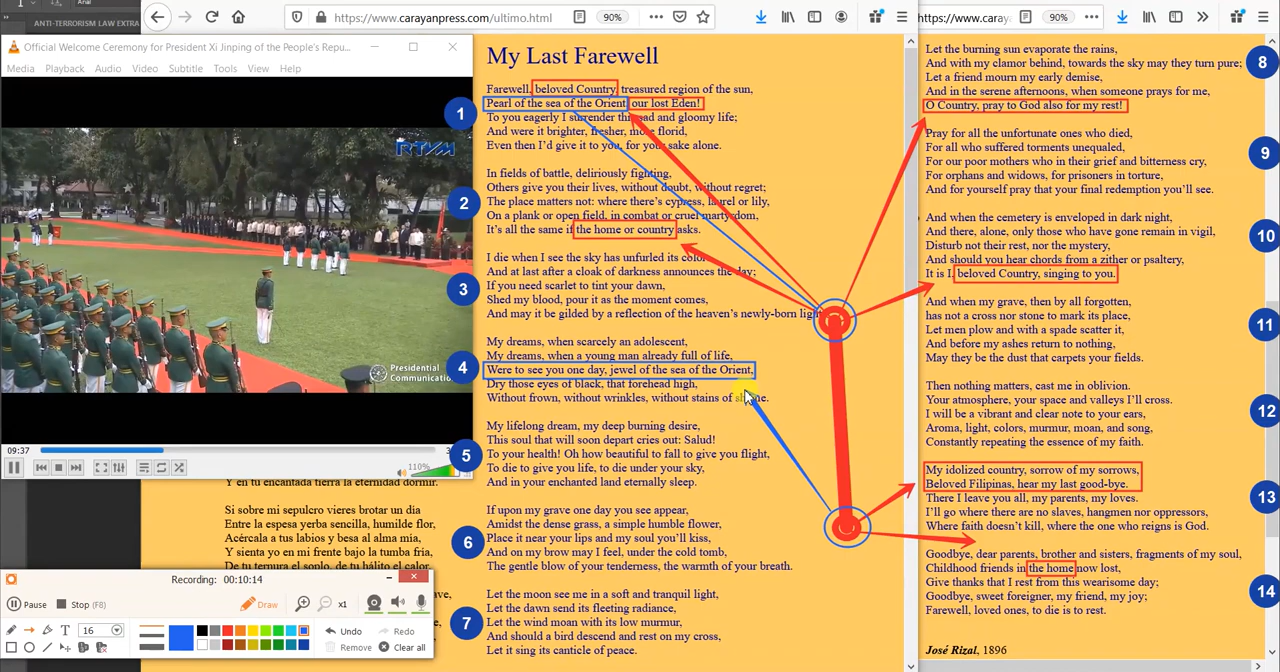 ANTI-TERRORISM LAW EXTRA
Arial
https://www.carayanpress.com/ultimo.html
90%
https://www.caraya
90%
Official Welcome Ceremony for President Xi Jinping of the People's Repu...
Media Playback Audio Video Subtitle Tools View Help
RTVM
Presidential
Communicatio
09:37
110%
My Last Farewell
1
Farewell, beloved Country, treasured region of the sun,
Pearl of the sea of the Orient, our lost Eden!
To you eagerly I surrender this sad and gloomy life;
And were it brighter, fresher, more florid,
Even then I'd give it to you, for your sake alone.
2
In fields of battle, deliriously fighting,
Others give you their lives, without doubt, without regret;
The place matters not: where there's cypress, laurel or lily,
On a plank or open field, in combat or cruel martyrdom,
It's all the same if the home or country asks.
3
I die when I see the sky has unfurled its colors
And at last after a cloak of darkness announces the day;
If you need scarlet to tint your dawn,
Shed my blood, pour it as the moment comes,
And may it be gilded by a reflection of the heaven's newly-born light.
4
My dreams, when scarcely an adolescent,
My dreams, when a young man already full of life,
Were to see you one day, jewel of the sea of the Orient,
Dry those eyes of black, that forehead high,
Without frown, without wrinkles, without stains of shame.
5
My lifelong dream, my deep burning desire,
This soul that will soon depart cries out: Salud!
To your health! Oh how beautiful to fall to give you flight,
To die to give you life, to die under your sky,
And in your enchanted land eternally sleep.
6
If upon my grave one day you see appear,
Amidst the dense grass, a simple humble flower,
Place it near your lips and my soul you'll kiss,
And on my brow may I feel, under the cold tomb,
The gentle blow of your tenderness, the warmth of your breath.
7
Let the moon see me in a soft and tranquil light,
Let the dawn send its fleeting radiance,
Let the wind moan with its low murmur,
And should a bird descend and rest on my cross,
Let it sing its canticle of peace.
8
Let the burning sun evaporate the rains,
And with my clamor behind, towards the sky may they turn pure;
Let a friend mourn my early demise,
And in the serene afternoons, when someone prays for me,
O Country, pray to God also for my rest!
9
Pray for all the unfortunate ones who died,
For all who suffered torments unequaled,
For our poor mothers who in their grief and bitterness cry,
For orphans and widows, for prisoners in torture,
And for yourself pray that your final redemption you'll see.
10
And when the cemetery is enveloped in dark night,
And there, alone, only those who have gone remain in vigil,
Disturb not their rest, nor the mystery,
And should you hear chords from a zither or psaltery,
It is I, beloved Country, singing to you.
11
And when my grave, then by all forgotten,
has not a cross nor stone to mark its place,
Let men plow and with a spade scatter it,
And before my ashes return to nothing,
May they be the dust that carpets your fields.
12
Then nothing matters, cast me in oblivion.
Your atmosphere, your space and valleys I'll cross.
I will be a vibrant and clear note to your ears,
Aroma, light, colors, murmur, moan, and song,
Constantly repeating the essence of my faith.
13
My idolized country, sorrow of my sorrows,
Beloved Filipinas, hear my last good-bye.
There I leave you all, my parents, my loves.
I'll go where there are no slaves, hangmen nor oppressors,
Where faith doesn't kill, where the one who reigns is God.
14
Goodbye, dear parents, brother and sisters, fragments of my soul,
Childhood friends in the home now lost,
Give thanks that I rest from this wearisome day;
Goodbye, sweet foreigner, my friend, my joy;
Farewell, loved ones, to die is to rest.
José Rizal, 1896
Y en tu encantada tierra la eternidad dormir.
Si sobre mi sepulcro vieres brotar un día
Entre la espesa yerba sencilla, humilde flor,
Acércala a tus labios y besa al alma mía,
Y sienta yo en mi frente bajo la tumba fría,
De tu ternura el soplo, de tu hálito el calor.
Recording: 00:10:14
Pause Stop (F8) Draw x1
16 Undo Redo
Remove Clear all